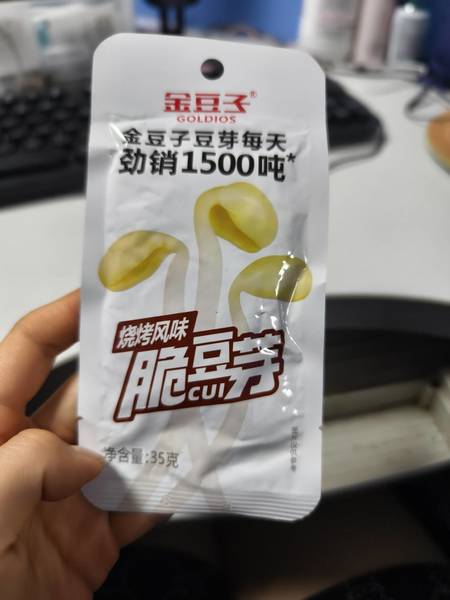 金豆子®
GOLDIOS
金豆子豆芽每天
劲销1500吨*
烧烤风味
脆豆芽
CUI
净含量:35克